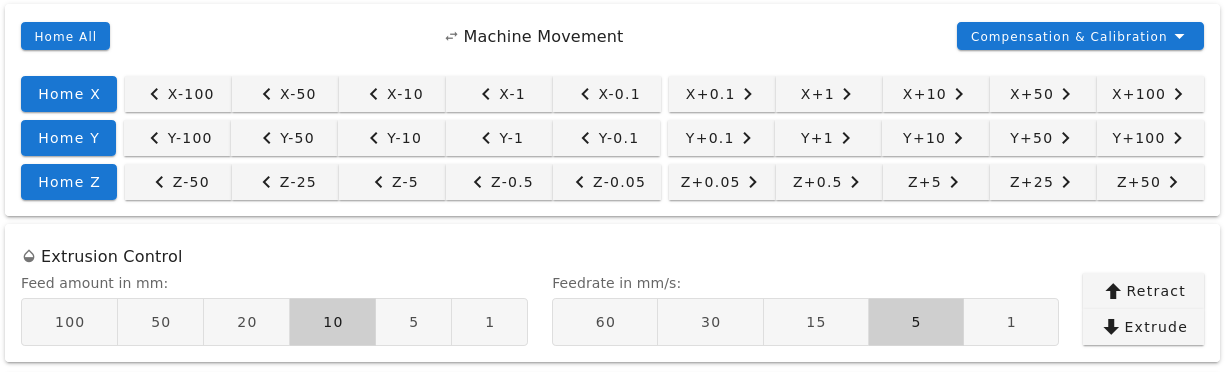 Home All Machine Movement Compensation & Calibration
Home X X-100 X-50 X-10 X-1 X-0.1 X+0.1 X+1 X+10 X+50 X+100
Home Y Y-100 Y-50 Y-10 Y-1 Y-0.1 Y+0.1 Y+1 Y+10 Y+50 Y+100
Home Z Z-50 Z-25 Z-5 Z-0.5 Z-0.05 Z+0.05 Z+0.5 Z+5 Z+25 Z+50
Extrusion Control
Feed amount in mm: Feedrate in mm/s:
Retract
100 50 20 10 5 1 60 30 15 5 1
Extrude